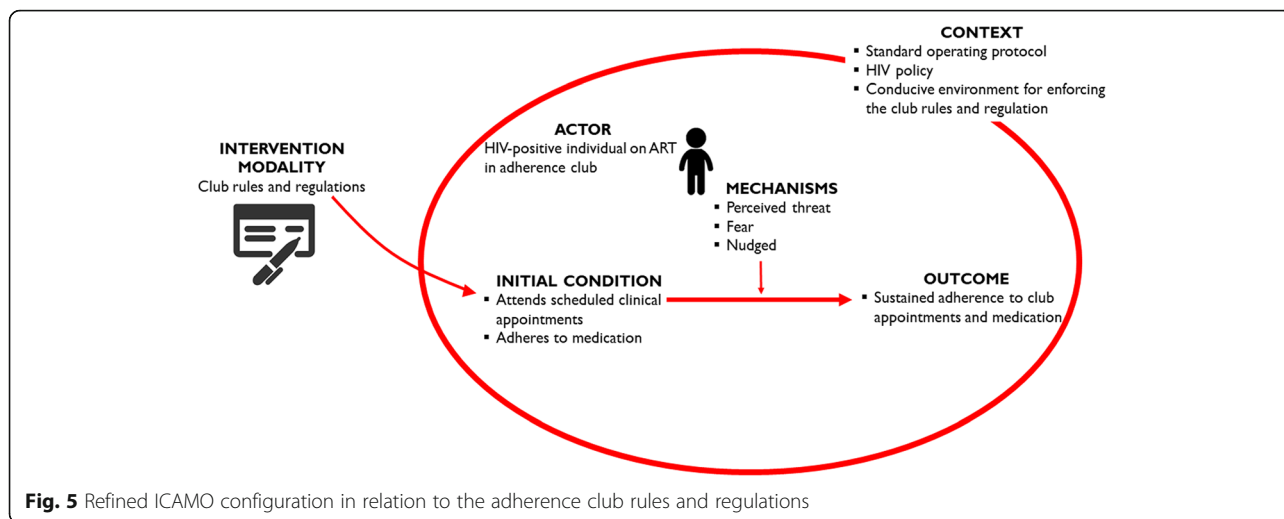 CONTEXT
▪ Standard operating protocol
▪ HIV policy
▪ Conducive environment for enforcing
the club rules and regulation
ACTOR
HIV-positive individual on ART
in adherence club
INTERVENTION
MODALITY
Club rules and regulations
MECHANISMS
▪ Perceived threat
▪ Fear
▪ Nudged
INITIAL CONDITION
▪ Attends scheduled clinical
appointments
▪ Adheres to medication
OUTCOME
▪ Sustained adherence to club
appointments and medication
Fig. 5 Refined ICAMO configuration in relation to the adherence club rules and regulations